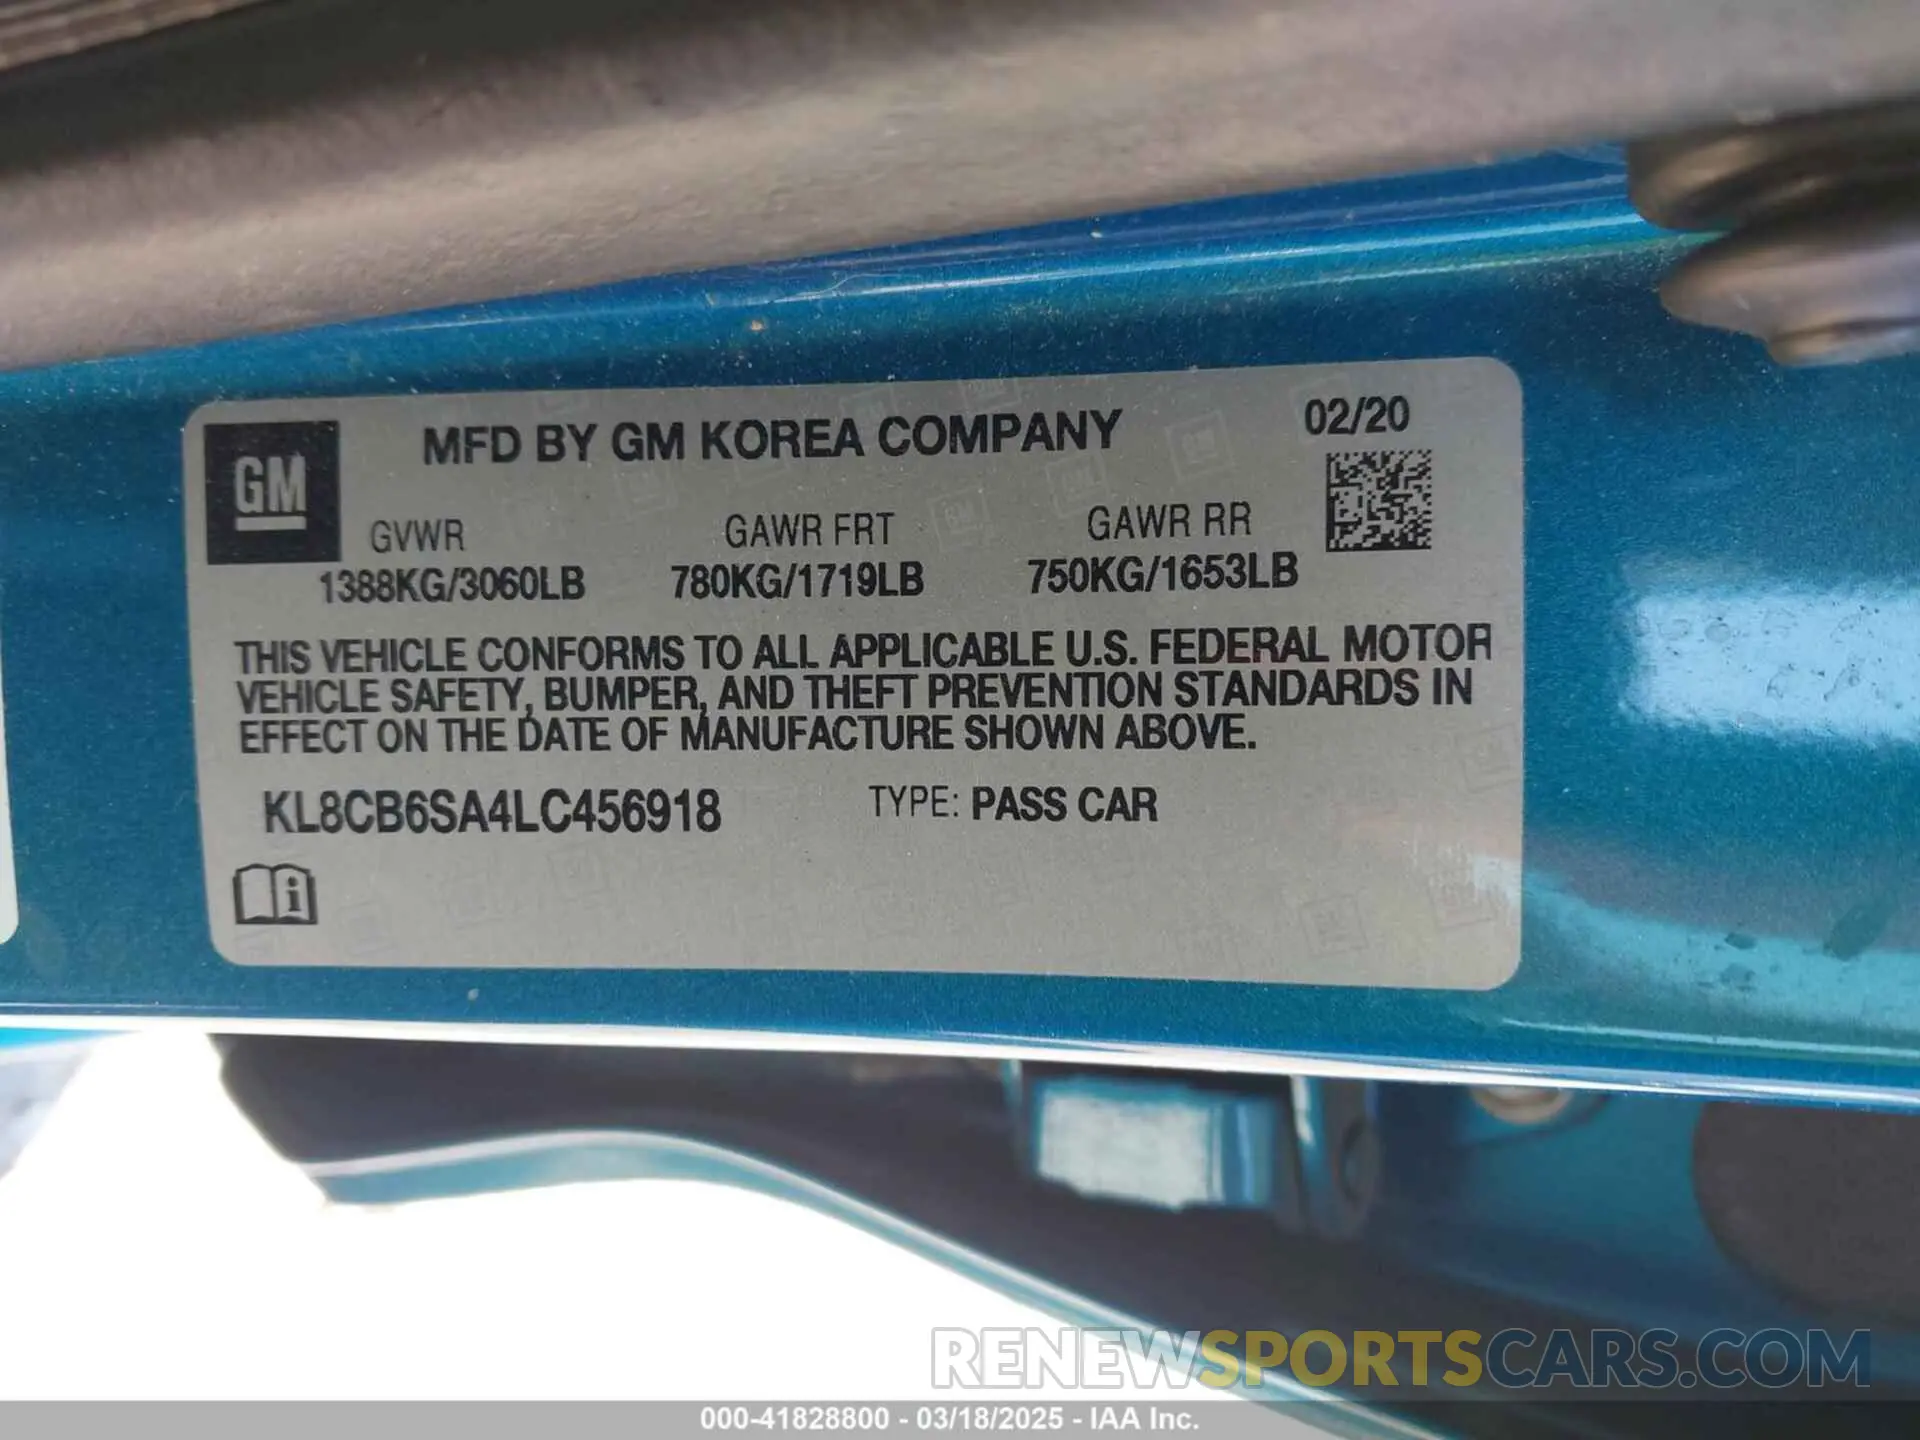 GM
MFD BY GM KOREA COMPANY
02/20
GVWR
GAWR FRT
GAWR RR
1388KG/3060LB
780KG/1719LB
750KG/1653LB
THIS VEHICLE CONFORMS TO ALL APPLICABLE U.S. FEDERAL MOTOR
VEHICLE SAFETY, BUMPER, AND THEFT PREVENTION STANDARDS IN
EFFECT ON THE DATE OF MANUFACTURE SHOWN ABOVE.
KL8CB6SA4LC456918
TYPE: PASS CAR
RENEWSPORTSCARS.COM
000-41828800 - 03/18/2025 - IAA Inc.